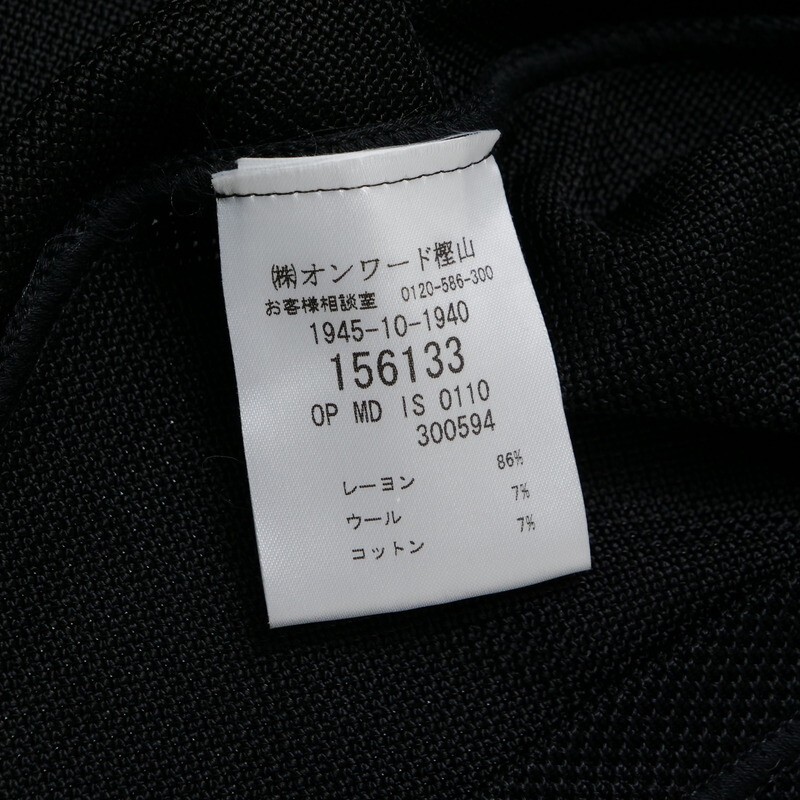 ㈱オンワード樫山
お客様相談室 0120-586-300
1945-10-1940
156133
OP MD IS 0110
300594
レーヨン 86%
ウール 7%
コットン 7%